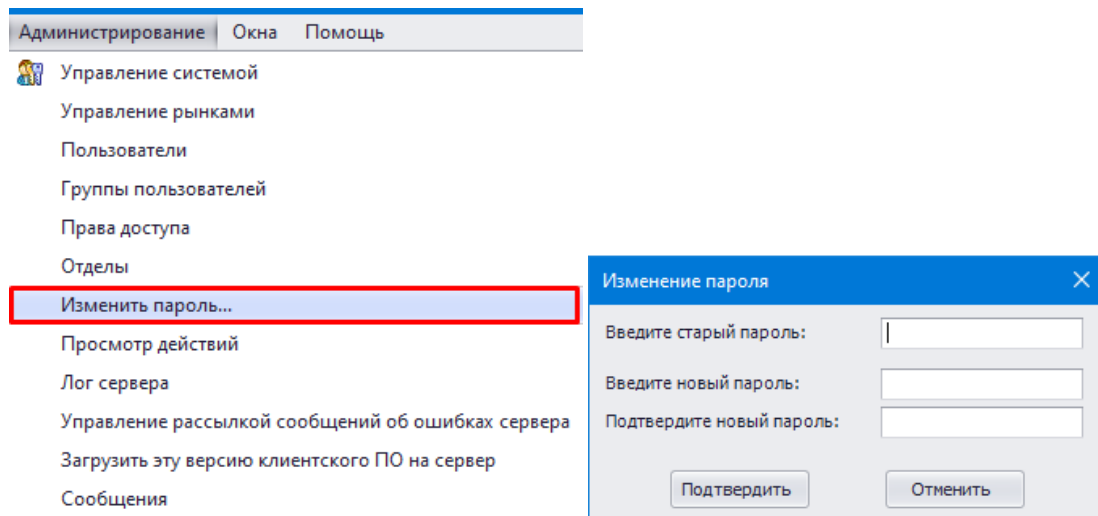 Администрирование Окна Помощь
Управление системой
Управление рынками
Пользователи
Группы пользователей
Права доступа
Отделы
Изменить пароль...
Просмотр действий
Лог сервера
Управление рассылкой сообщений об ошибках сервера
Загрузить эту версию клиентского ПО на сервер
Сообщения
Изменение пароля
Введите старый пароль:
Введите новый пароль:
Подтвердите новый пароль:
Подтвердить Отменить